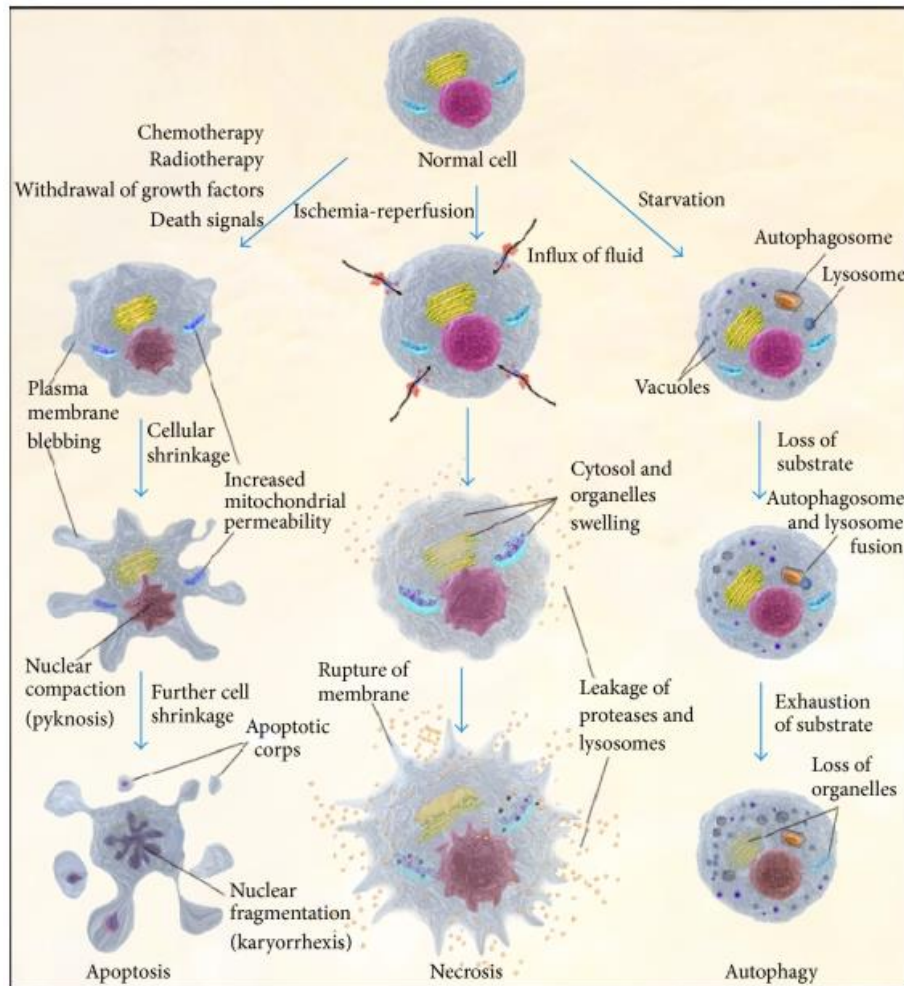 Normal cell
Chemotherapy
Radiotherapy
Withdrawal of growth factors
Death signals
Ischemia-reperfusion
Starvation
Influx of fluid
Autophagosome
Lysosome
Vacuoles
Plasma
membrane
blebbing
Cellular
shrinkage
Increased
mitochondrial
permeability
Cytosol and
organelles
swelling
Loss of
substrate
Autophagosome
and lysosome
fusion
Nuclear
compaction
(pyknosis)
Further cell
shrinkage
Apoptotic
corps
Rupture of
membrane
Leakage of
proteases and
lysosomes
Exhaustion
of substrate
Loss of
organelles
Nuclear
fragmentation
(karyorrhexis)
Apoptosis
Necrosis
Autophagy